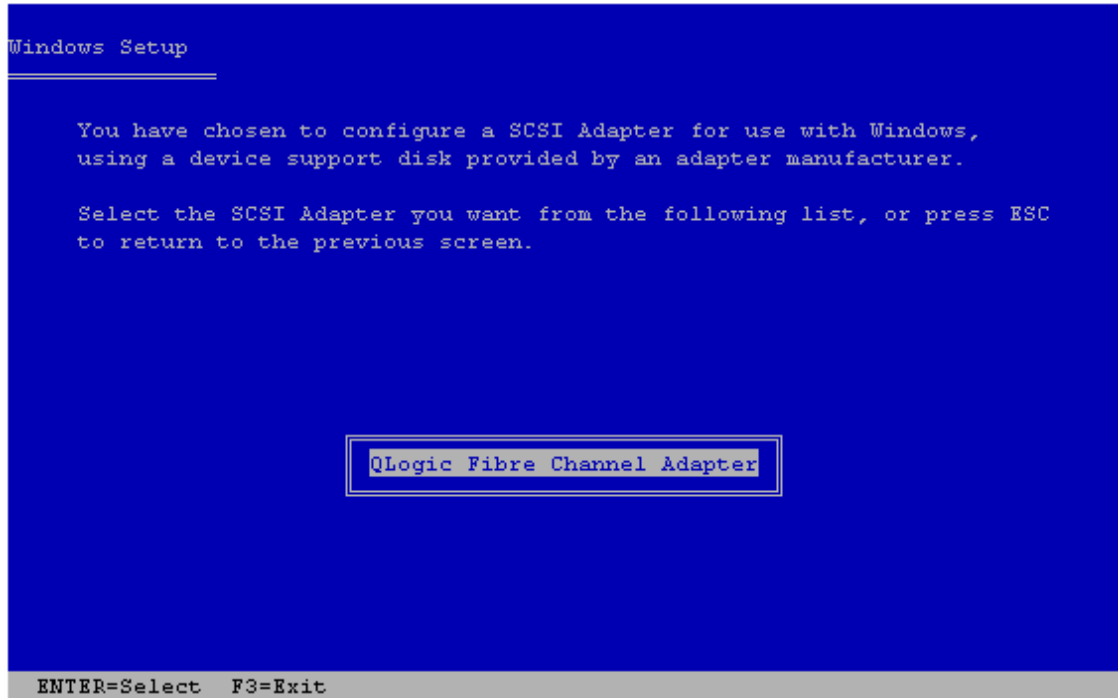 Windows Setup
You have chosen to configure a SCSI Adapter for use with Windows,
using a device support disk provided by an adapter manufacturer.
Select the SCSI Adapter you want from the following list, or press ESC
to return to the previous screen.
QLogic Fibre Channel Adapter
ENTER=Select F3=Exit